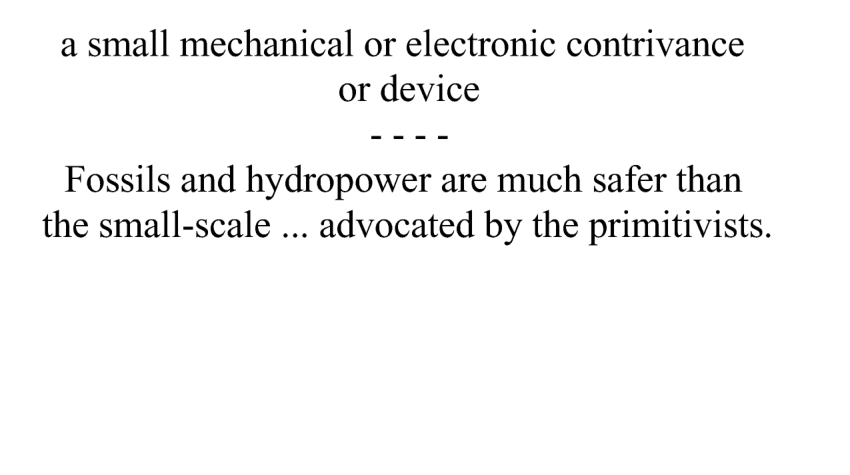 a small mechanical or electronic contrivance
or device
- - - -
Fossils and hydropower are much safer than
the small-scale ... advocated by the primitivists.